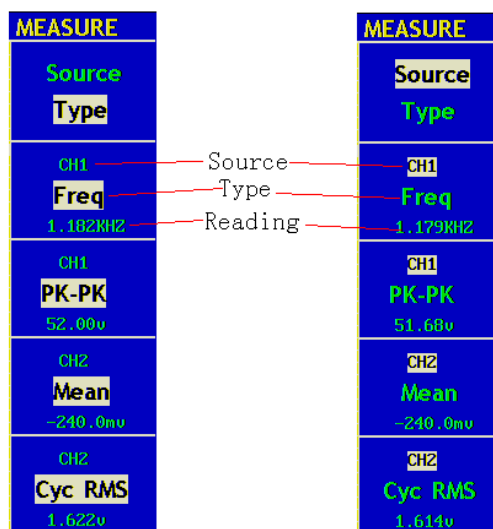 MEASURE
Source
Type
CH1
Freq
1.182KHZ
CH1
PK-PK
52.00v
CH2
Mean
-240.0mv
CH2
Cyc RMS
1.622v
Source
Type
Reading
MEASURE
Source
Type
CH1
Freq
1.179KHZ
CH1
PK-PK
51.68v
CH2
Mean
-240.0mv
CH2
Cyc RMS
1.614v